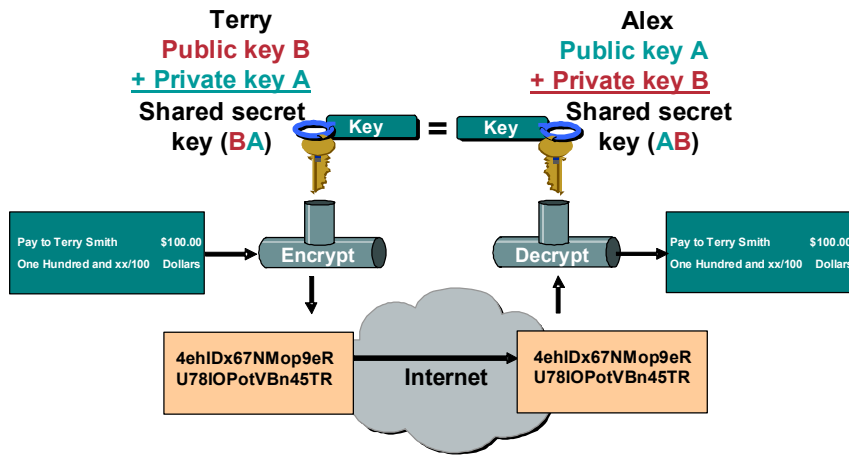 Terry
Public key B
+ Private key A
Shared secret
key (BA)
Key
=
Key
Alex
Public key A
+ Private key B
Shared secret
key (AB)
Pay to Terry Smith $100.00
One Hundred and xx/100 Dollars
Encrypt
Decrypt
Pay to Terry Smith $100.00
One Hundred and xx/100 Dollars
4ehIDx67NMop9eR
U78IOPotVBn45TR
Internet
4ehIDx67NMop9eR
U78IOPotVBn45TR